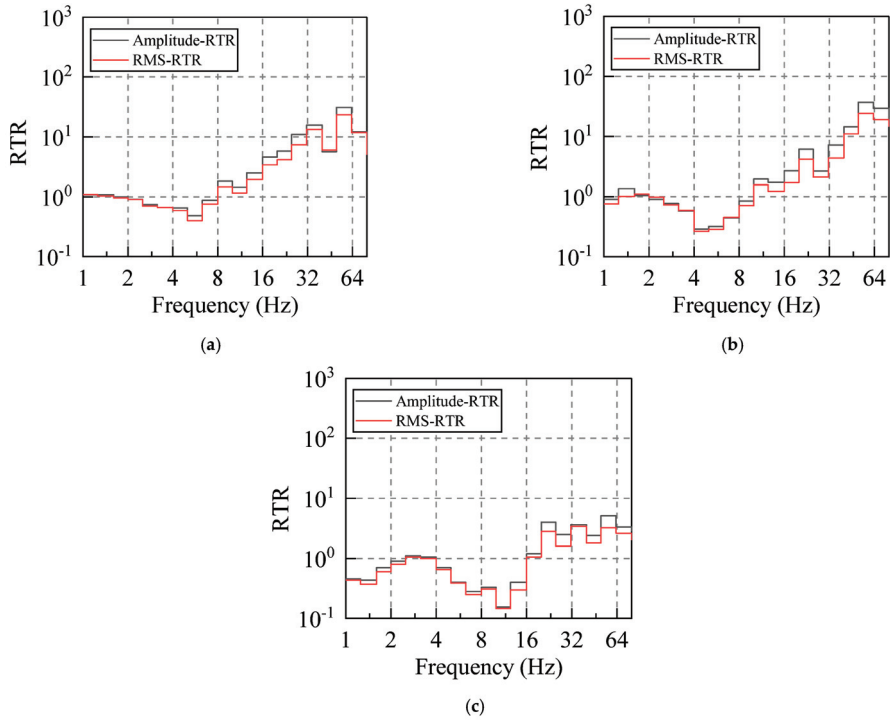 10³
10²
10¹
10⁰
10⁻¹
RTR
Amplitude-RTR
RMS-RTR
1 2 4 8 16 32 64
Frequency (Hz)
(a)
10³
10²
10¹
10⁰
10⁻¹
RTR
Amplitude-RTR
RMS-RTR
1 2 4 8 16 32 64
Frequency (Hz)
(b)
10³
10²
10¹
10⁰
10⁻¹
RTR
Amplitude-RTR
RMS-RTR
1 2 4 8 16 32 64
Frequency (Hz)
(c)